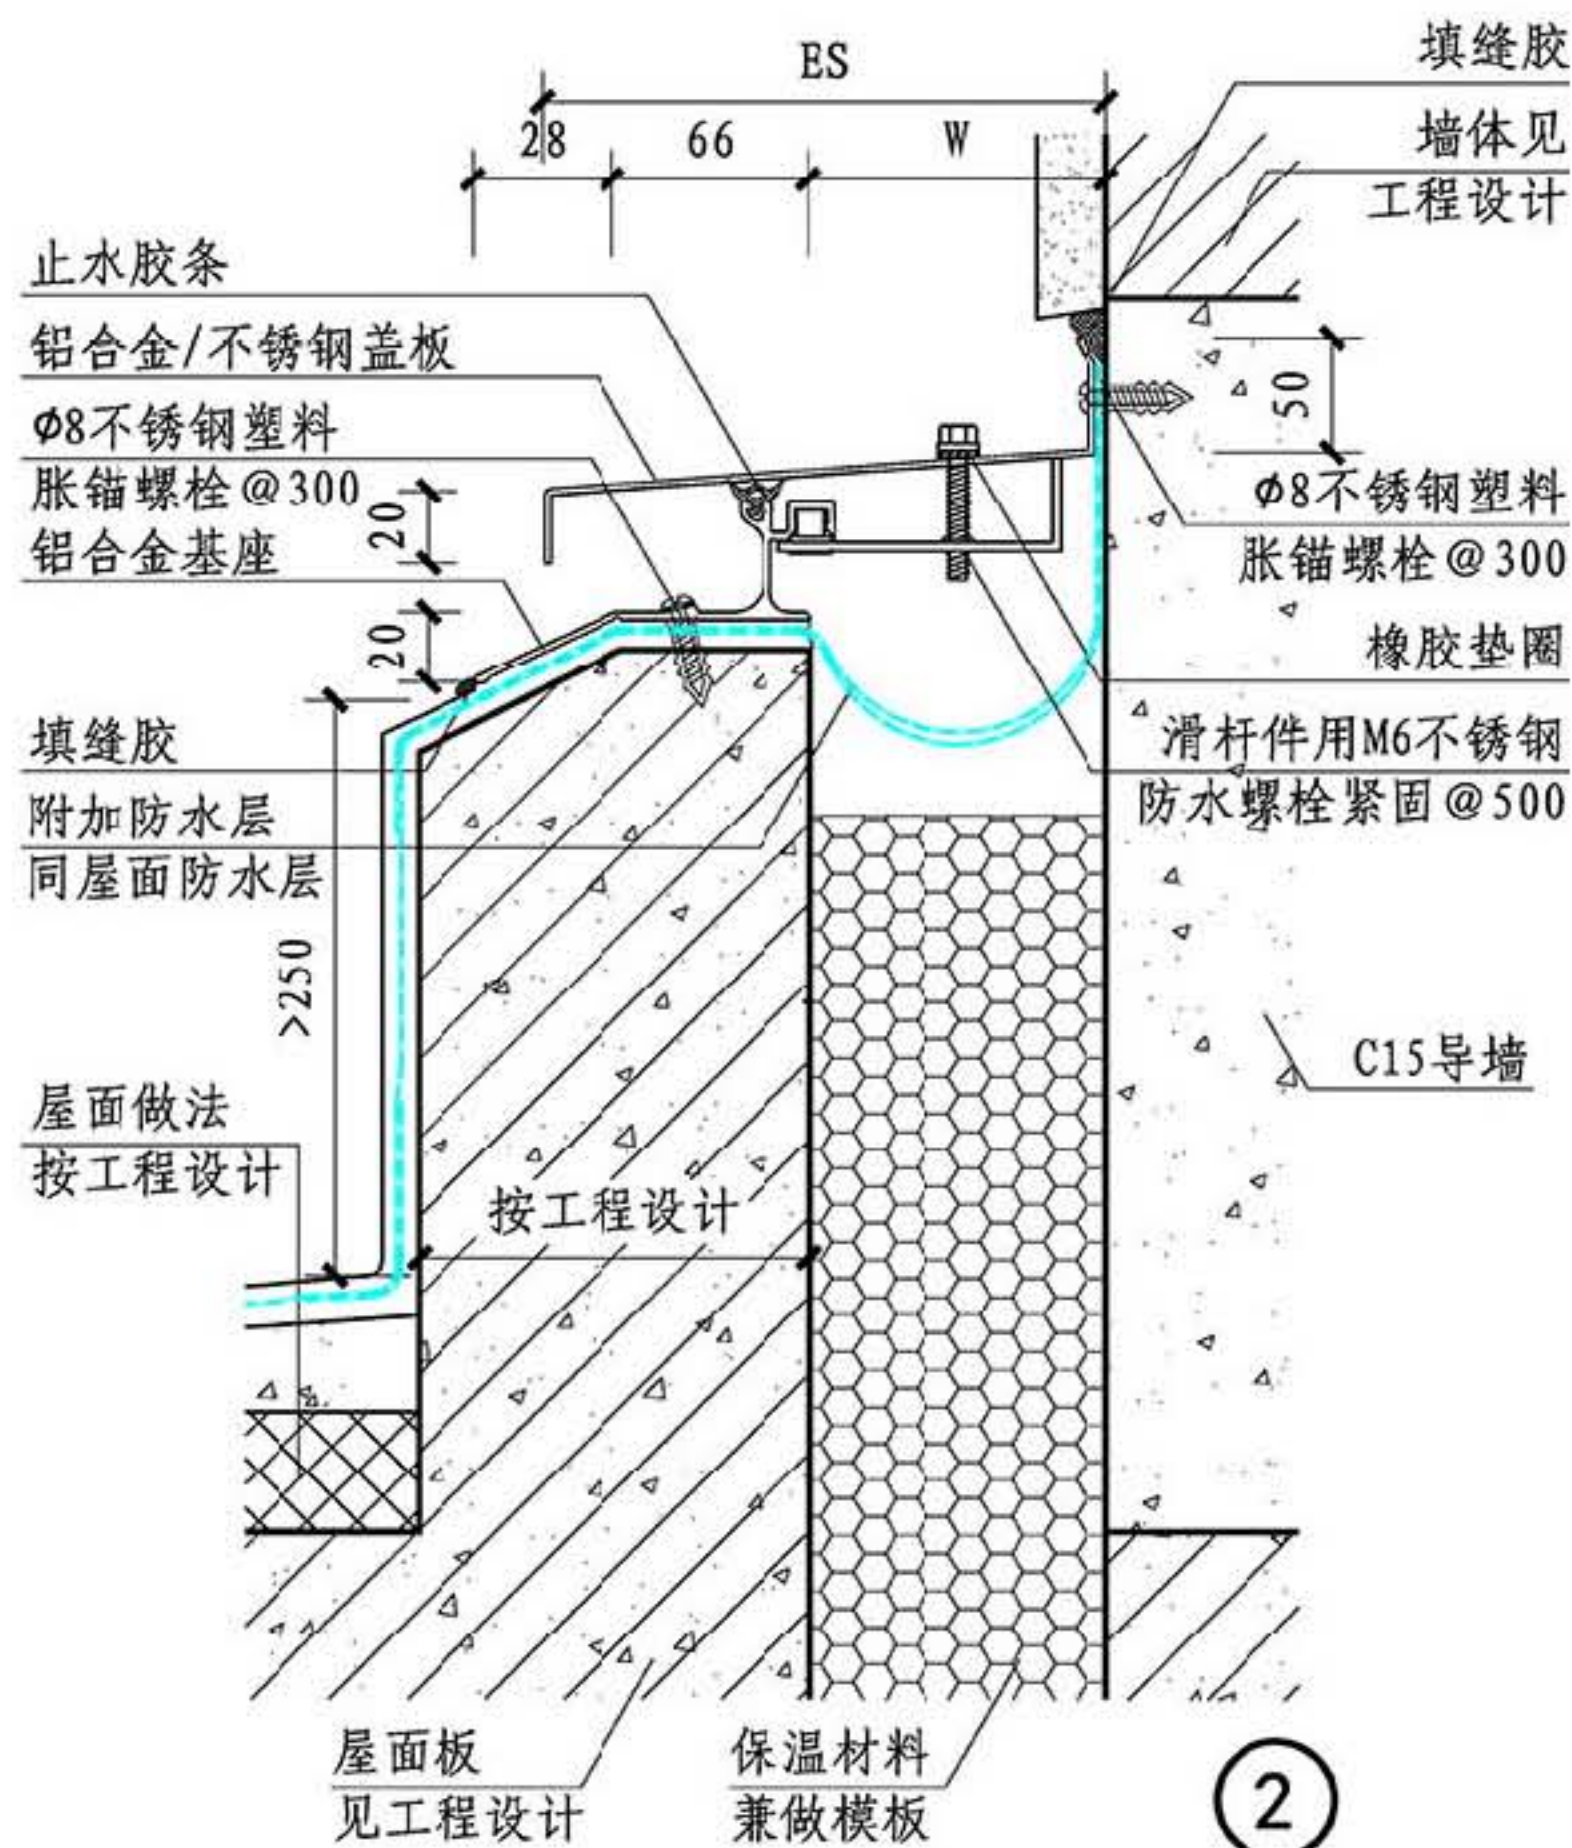 ES
28
66
W
填缝胶
墙体见
工程设计
止水胶条
铝合金/不锈钢盖板
ø8不锈钢塑料
胀锚螺栓@300
铝合金基座
20
20
50
ø8不锈钢塑料
胀锚螺栓@300
橡胶垫圈
滑杆件用M6不锈钢
防水螺栓紧固@500
填缝胶
附加防水层
同屋面防水层
>250
C15导墙
屋面做法
按工程设计
按工程设计
屋面板
见工程设计
保温材料
兼做模板
2